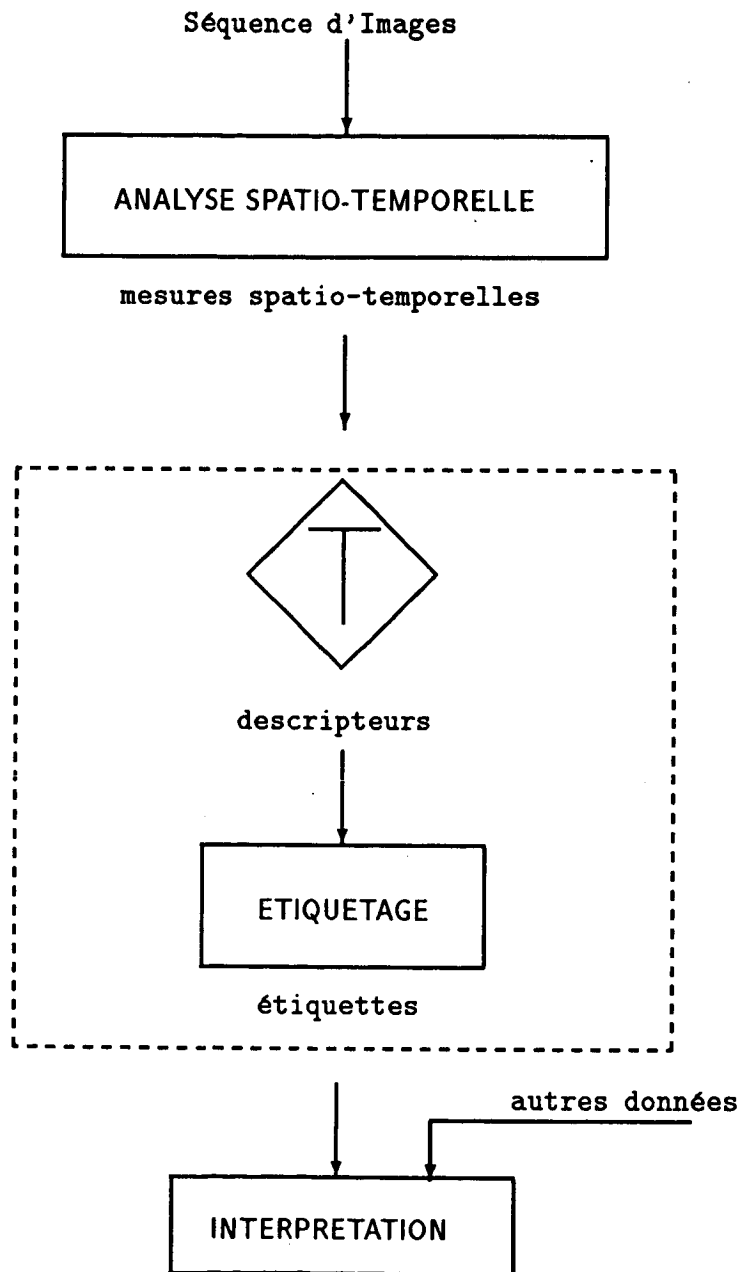 Séquence d'Images
ANALYSE SPATIO-TEMPORELLE
mesures spatio-temporelles
T
descripteurs
ETIQUETAGE
étiquettes
autres données
INTERPRETATION